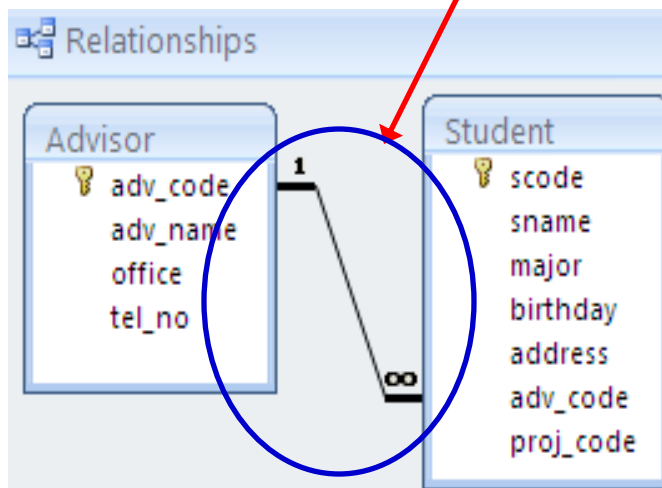 Relationships
Advisor
adv_code
adv_name
office
tel_no
1
∞
Student
scode
sname
major
birthday
address
adv_code
proj_code